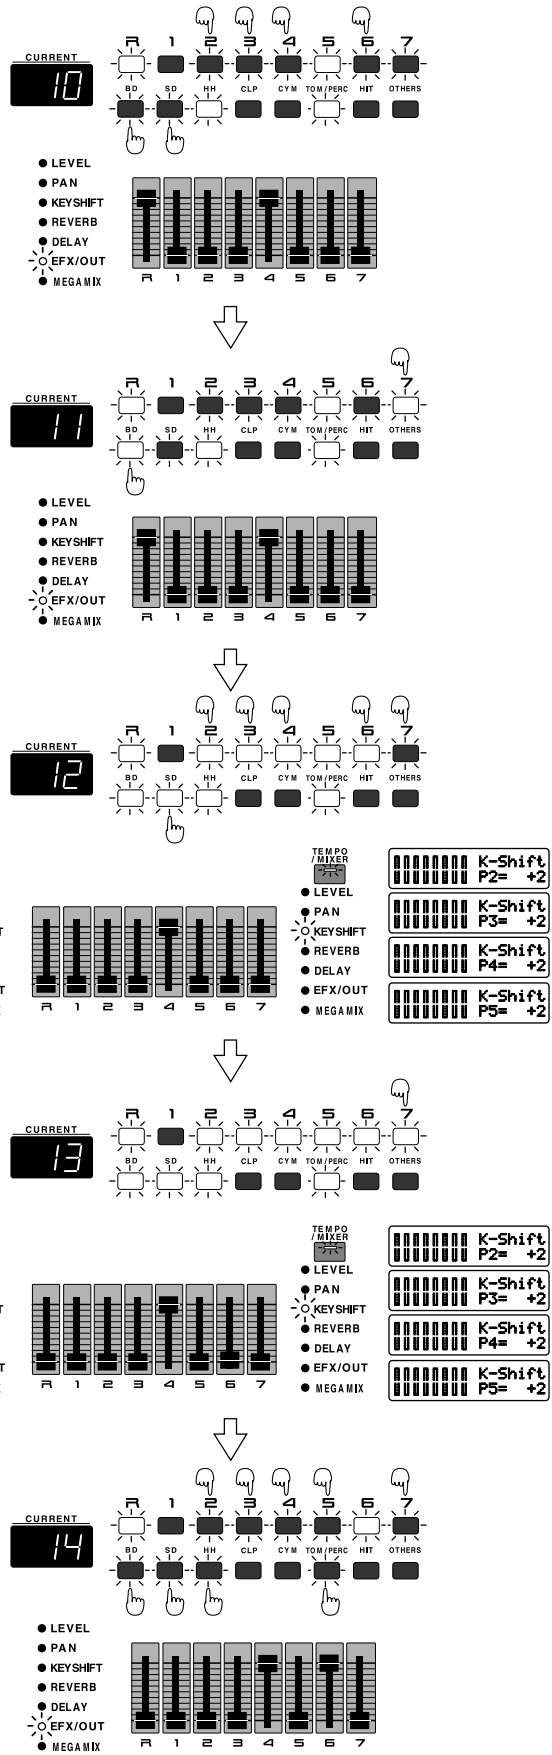 R 1 2 3 4 5 6 7
CURRENT
10
BD SD HH CLP CYM TOM/PERC HIT OTHERS
LEVEL
PAN
KEYSHIFT
REVERB
DELAY
EFX/OUT
MEGAMIX
R 1 2 3 4 5 6 7
R 1 2 3 4 5 6 7
CURRENT
11
BD SD HH CLP CYM TOM/PERC HIT OTHERS
LEVEL
PAN
KEYSHIFT
REVERB
DELAY
EFX/OUT
MEGAMIX
R 1 2 3 4 5 6 7
R 1 2 3 4 5 6 7
CURRENT
12
BD SD HH CLP CYM TOM/PERC HIT OTHERS
TEMPO
/MIXER
LEVEL
PAN
KEYSHIFT
REVERB
DELAY
EFX/OUT
MEGAMIX
K-Shift
P2= +2
K-Shift
P3= +2
K-Shift
P4= +2
K-Shift
P5= +2
R 1 2 3 4 5 6 7
R 1 2 3 4 5 6 7
CURRENT
13
BD SD HH CLP CYM TOM/PERC HIT OTHERS
TEMPO
/MIXER
LEVEL
PAN
KEYSHIFT
REVERB
DELAY
EFX/OUT
MEGAMIX
K-Shift
P2= +2
K-Shift
P3= +2
K-Shift
P4= +2
K-Shift
P5= +2
R 1 2 3 4 5 6 7
R 1 2 3 4 5 6 7
CURRENT
14
BD SD HH CLP CYM TOM/PERC HIT OTHERS
LEVEL
PAN
KEYSHIFT
REVERB
DELAY
EFX/OUT
MEGAMIX
R 1 2 3 4 5 6 7